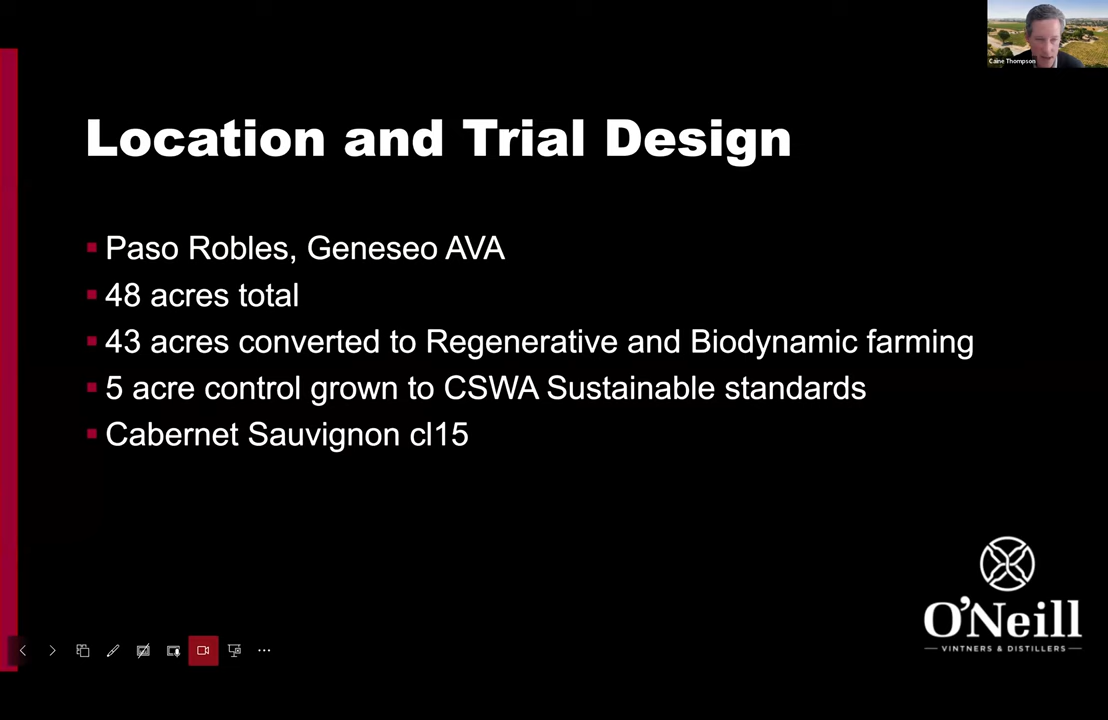 Caine Thompson
Location and Trial Design
Paso Robles, Geneseo AVA
48 acres total
43 acres converted to Regenerative and Biodynamic farming
5 acre control grown to CSWA Sustainable standards
Cabernet Sauvignon cl15
O'Neill
VINTNERS & DISTILLERS